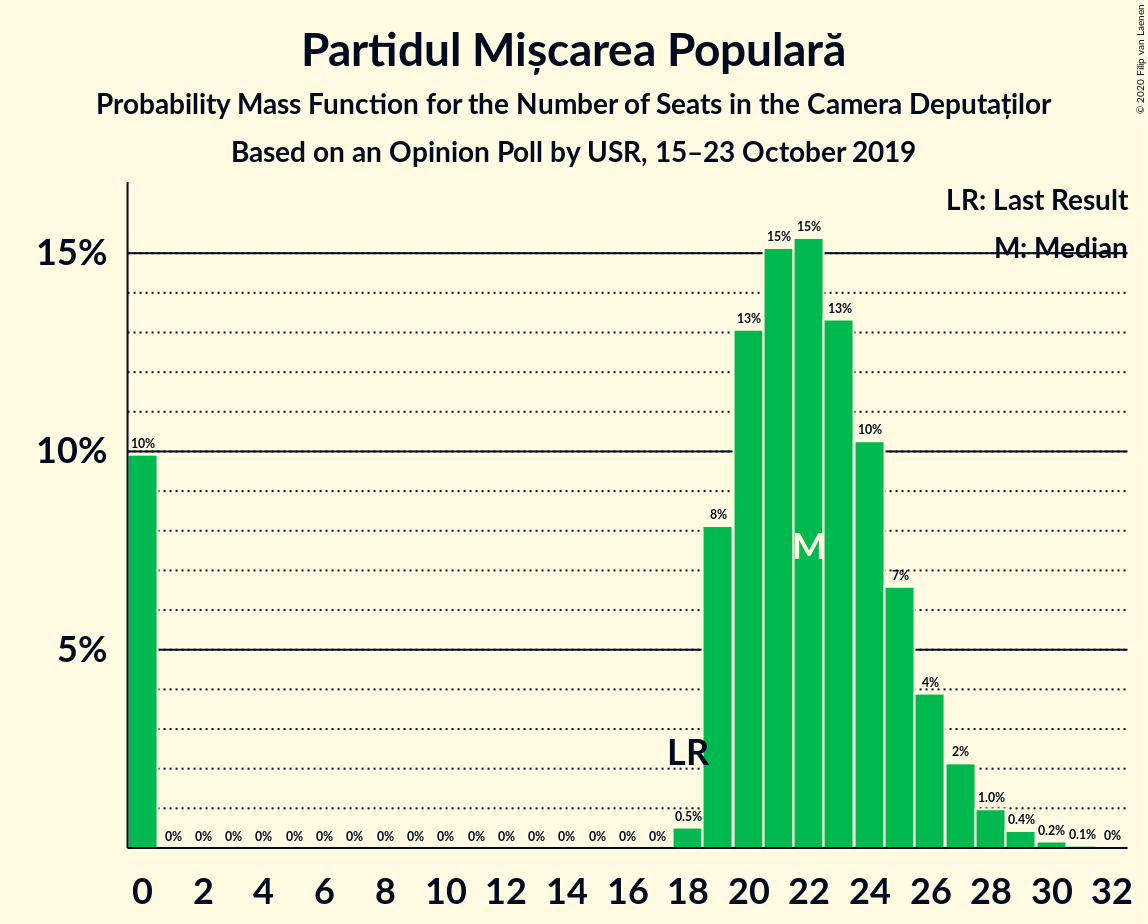 Partidul Mișcarea Populară
Probability Mass Function for the Number of Seats in the Camera Deputaților
Based on an Opinion Poll by USR, 15–23 October 2019
© 2020 Filip van Laenen
LR: Last Result
M: Median
15%
10%
5%
10% 0% 0% 0% 0% 0% 0% 0% 0% 0% 0% 0% 0% 0% 0% 0% 0% 0% 0.5% 8% 13% 15% 15% 13% 10% 7% 4% 2% 1.0% 0.4% 0.2% 0.1% 0%
LR
M
0 2 4 6 8 10 12 14 16 18 20 22 24 26 28 30 32